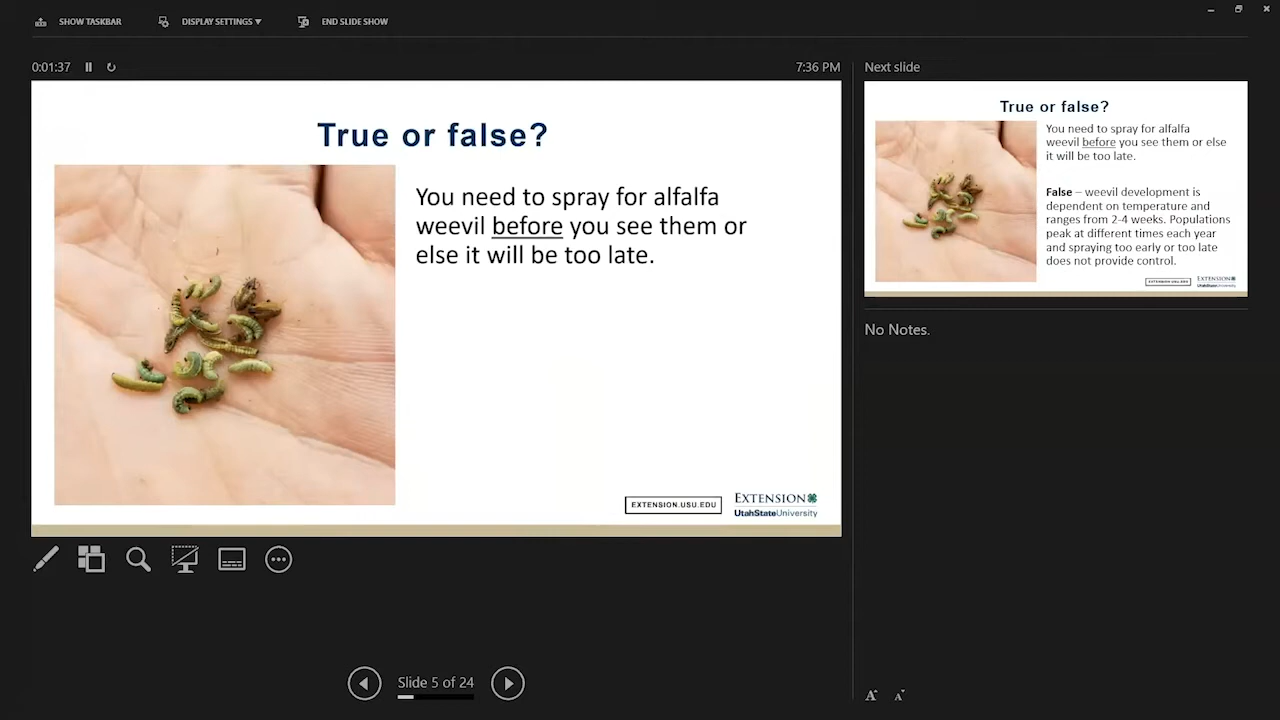 SHOW TASKBAR
DISPLAY SETTINGS
END SLIDE SHOW
0:01:37
7:36 PM
True or false?
You need to spray for alfalfa
weevil before you see them or
else it will be too late.
EXTENSION.USU.EDU
EXTENSION
UtahStateUniversity
Slide 5 of 24
Next slide
True or false?
You need to spray for alfalfa
weevil before you see them or else
it will be too late.
False – weevil development is
dependent on temperature and
ranges from 2-4 weeks. Populations
peak at different times each year
and spraying too early or too late
does not provide control.
EXTENSION.USU.EDU
EXTENSION
UtahStateUniversity
No Notes.
A
A